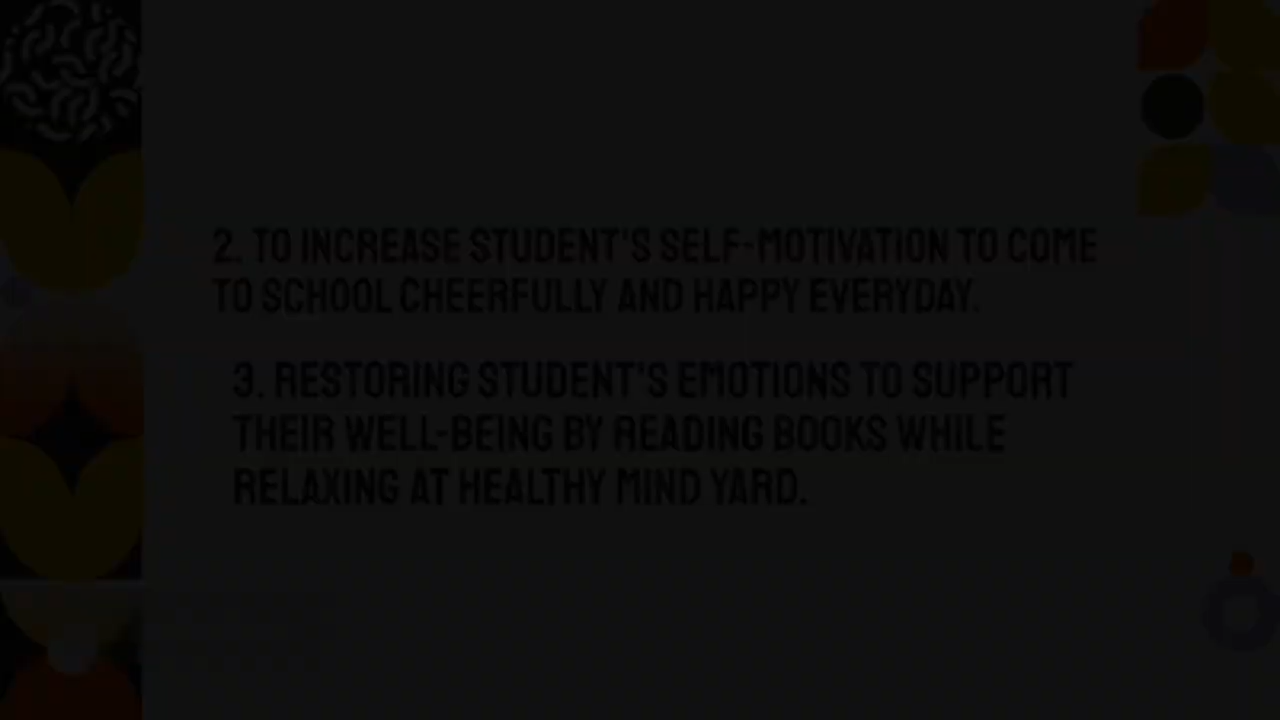 2. TO INCREASE STUDENT'S SELF-MOTIVATION TO COME
TO SCHOOL CHEERFULLY AND HAPPY EVERYDAY.
3. RESTORING STUDENT'S EMOTIONS TO SUPPORT
THEIR WELL-BEING BY READING BOOKS WHILE
RELAXING AT HEALTHY MIND YARD.